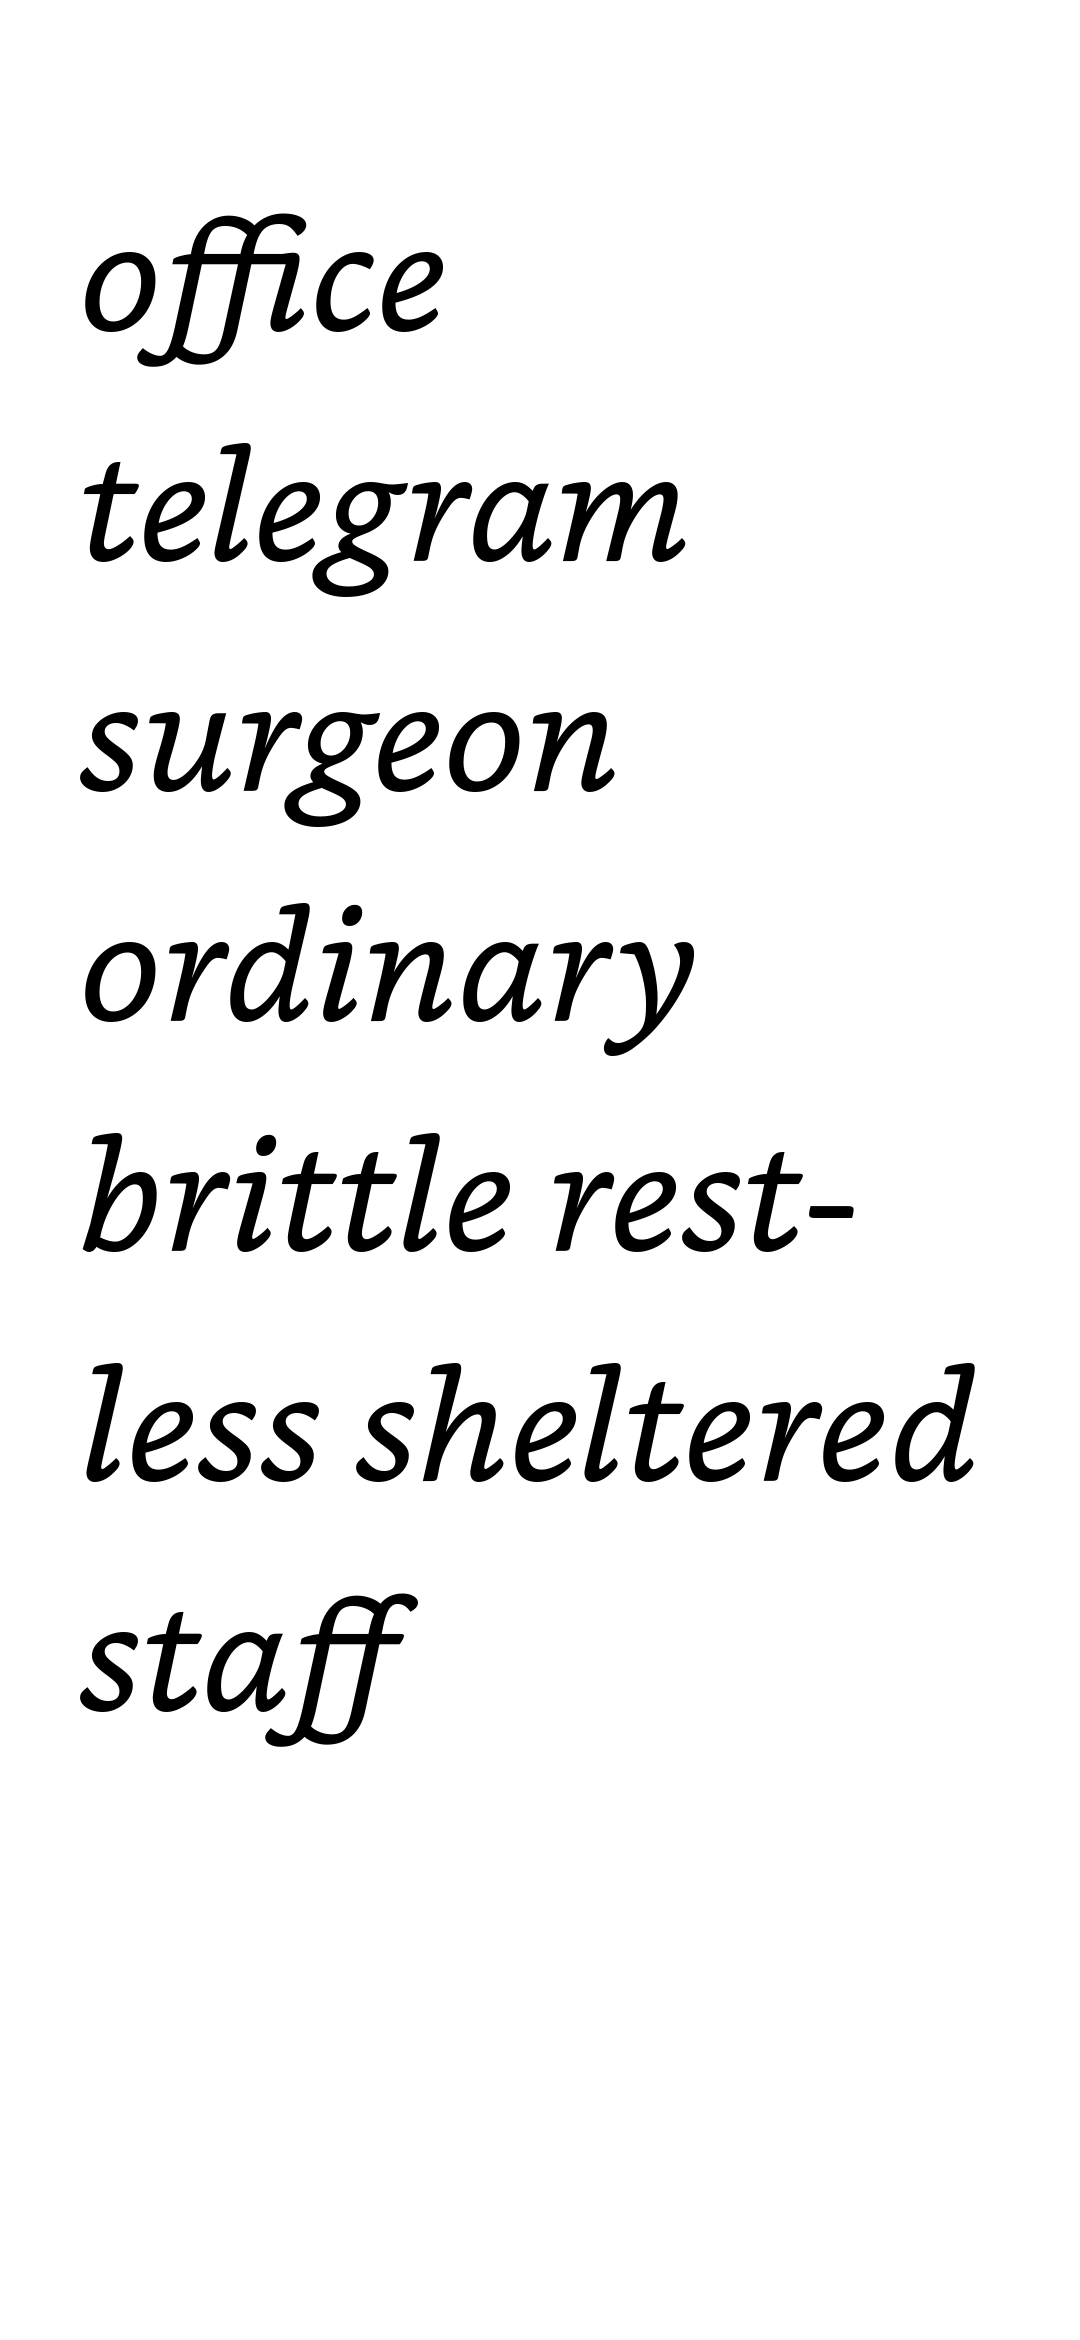 office
telegram
surgeon
ordinary
brittle rest-
less sheltered
staff